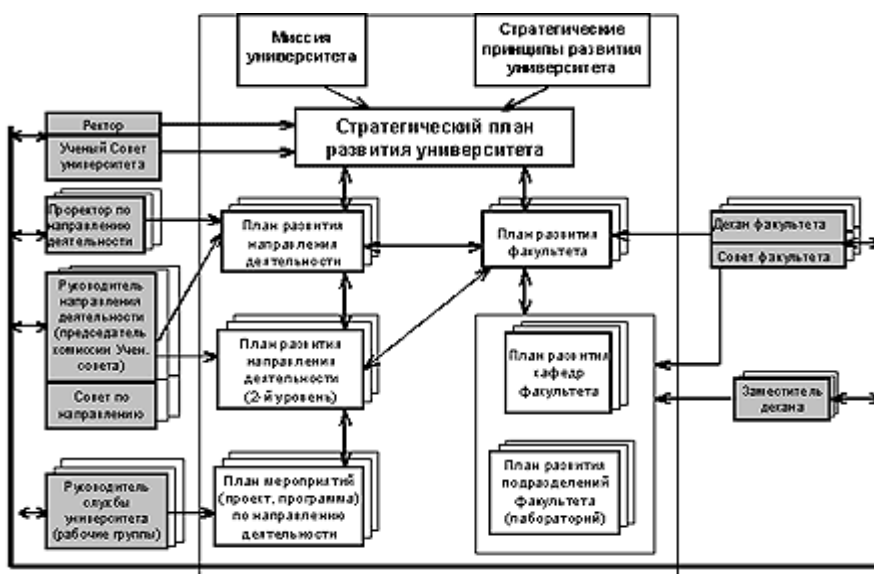 Миссия
университета
Стратегические
принципы развития
университета
Ректор
Ученый Совет
университета
Стратегический план
развития университета
Проректор по
направлению
деятельности
План развития
направления
деятельности
План развития
факультета
Декан факультета
Совет факультета
Руководитель
направления
деятельности
(председатель
комиссии Учен.
совета)
Совет по
направлению
План развития
направления
деятельности
(2-й уровень)
План развития
кафедр
факультета
Заместитель
декана
Руководитель
службы
университета
(рабочие группы)
План мероприятий
(проект, программа)
по направлению
деятельности
План развития
подразделений
факультета
(лабораторий)